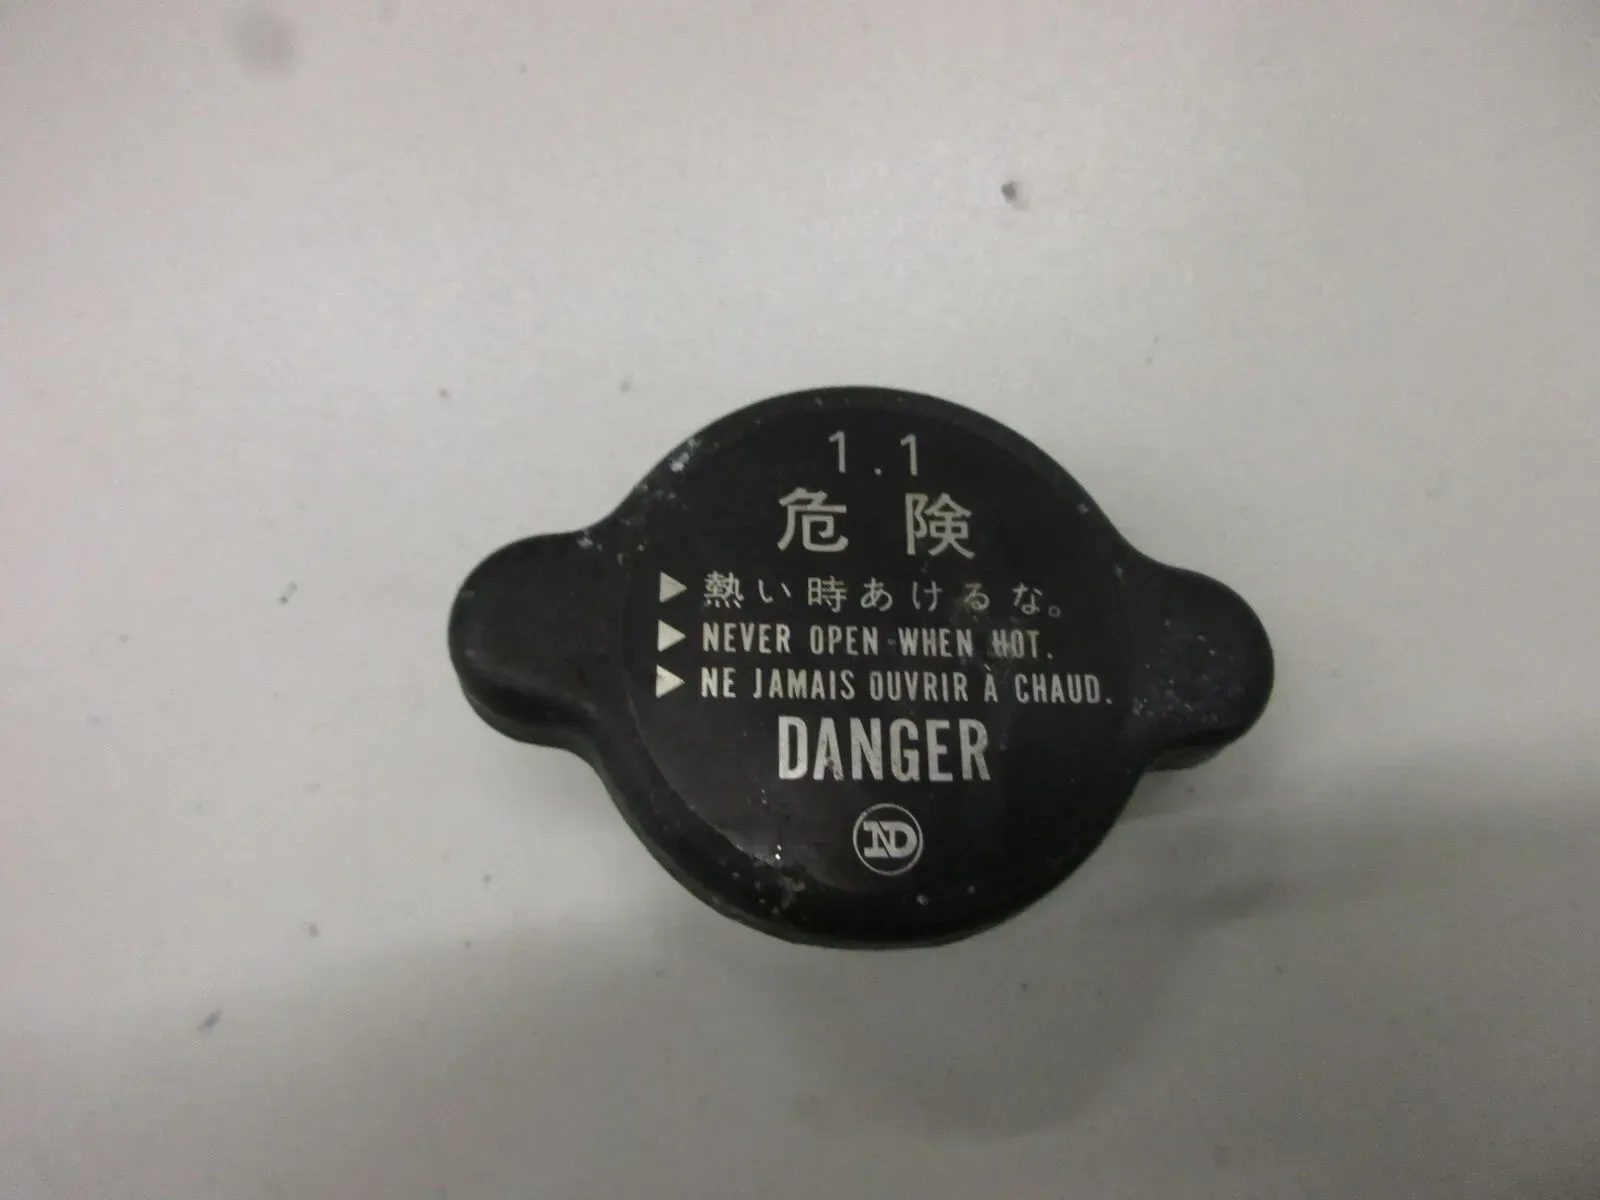 1.1
危険
▶ 熱い時あけるな。
▶ NEVER OPEN WHEN HOT.
▶ NE JAMAIS OUVRIR À CHAUD.
DANGER
ND